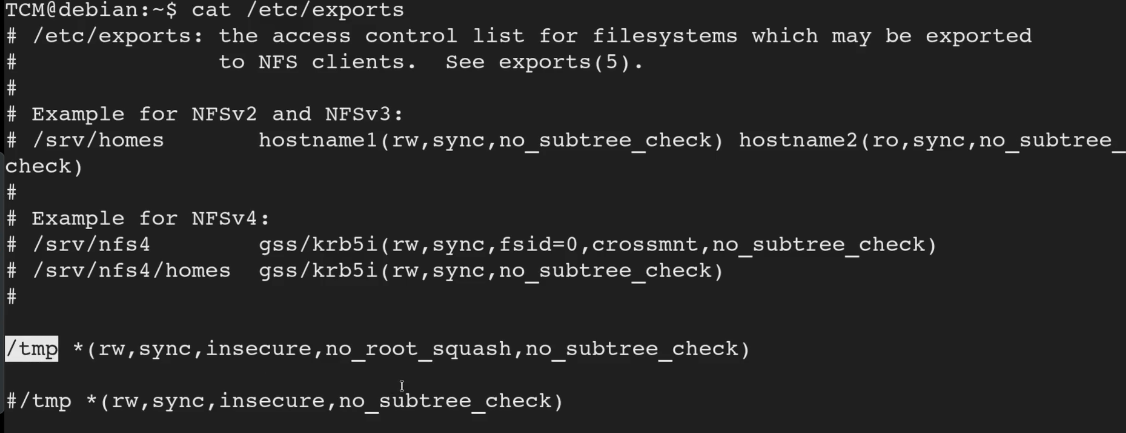 TCM@debian:~$ cat /etc/exports
# /etc/exports: the access control list for filesystems which may be exported
#               to NFS clients.  See exports(5).
#
# Example for NFSv2 and NFSv3:
# /srv/homes       hostname1(rw,sync,no_subtree_check) hostname2(ro,sync,no_subtree_
check)
#
# Example for NFSv4:
# /srv/nfs4        gss/krb5i(rw,sync,fsid=0,crossmnt,no_subtree_check)
# /srv/nfs4/homes  gss/krb5i(rw,sync,no_subtree_check)
#
/tmp *(rw,sync,insecure,no_root_squash,no_subtree_check)
#/tmp *(rw,sync,insecure,no_subtree_check)